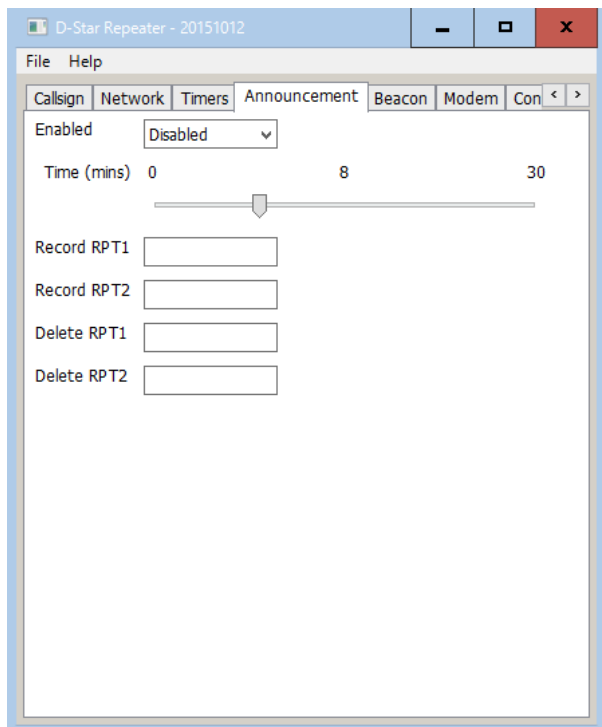 D-Star Repeater - 20151012
File Help
Callsign Network Timers Announcement Beacon Modem Con < >
Enabled Disabled
Time (mins) 0 8 30
Record RPT1
Record RPT2
Delete RPT1
Delete RPT2